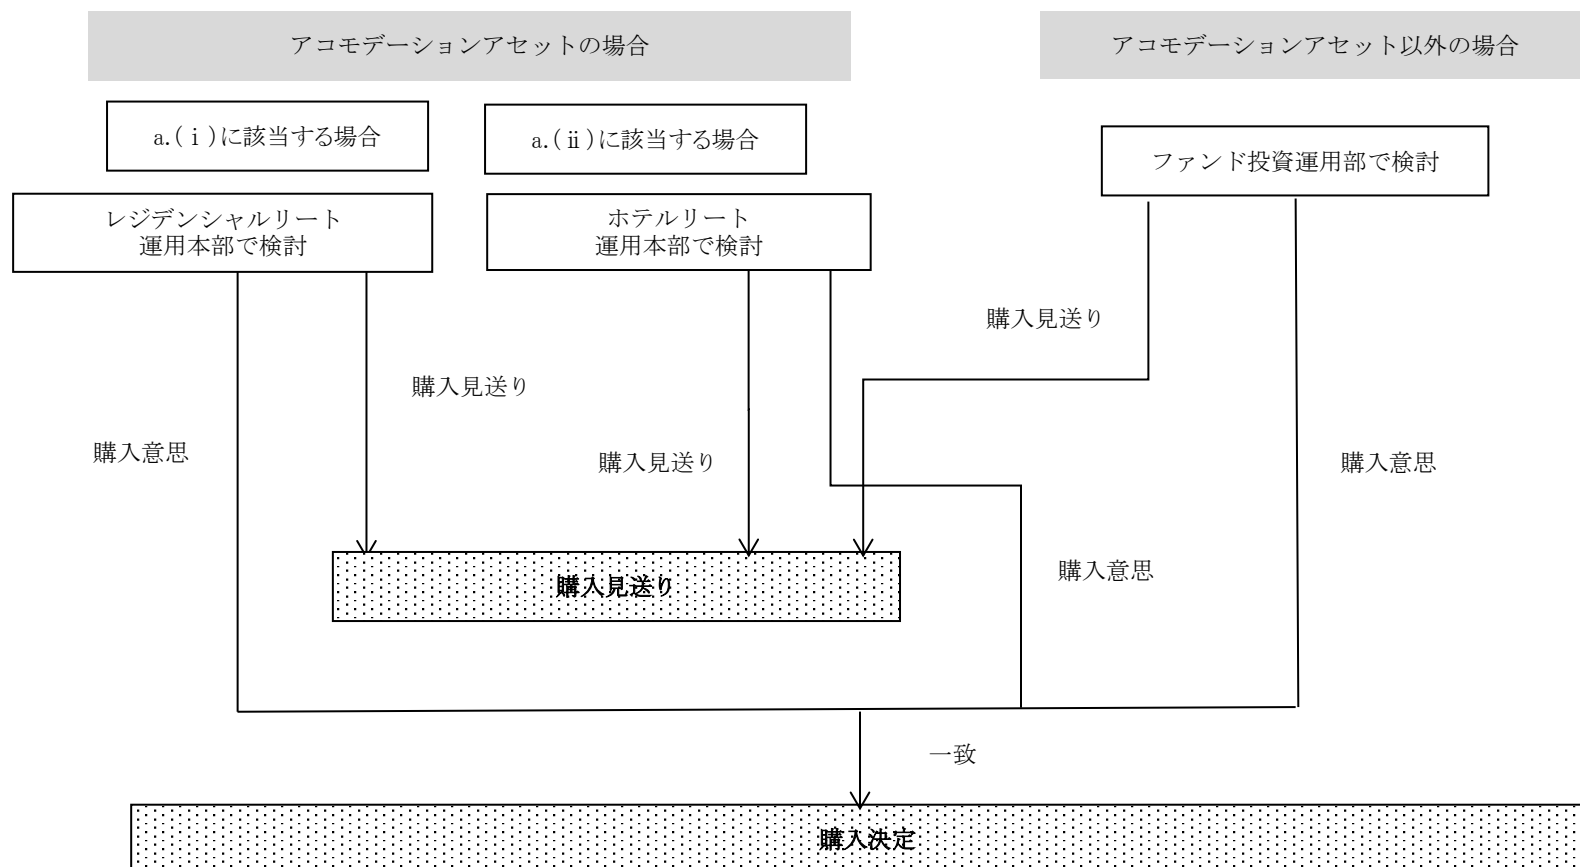 アコモデーションアセットの場合
アコモデーションアセット以外の場合
a.(ⅰ)に該当する場合
a.(ⅱ)に該当する場合
ファンド投資運用部で検討
レジデンシャルリート
運用本部で検討
ホテルリート
運用本部で検討
購入見送り
購入見送り
購入意思
購入見送り
購入意思
購入見送り
購入意思
一致
購入決定